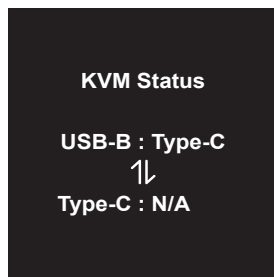 KVM Status
USB-B : Type-C
⥮
Type-C : N/A